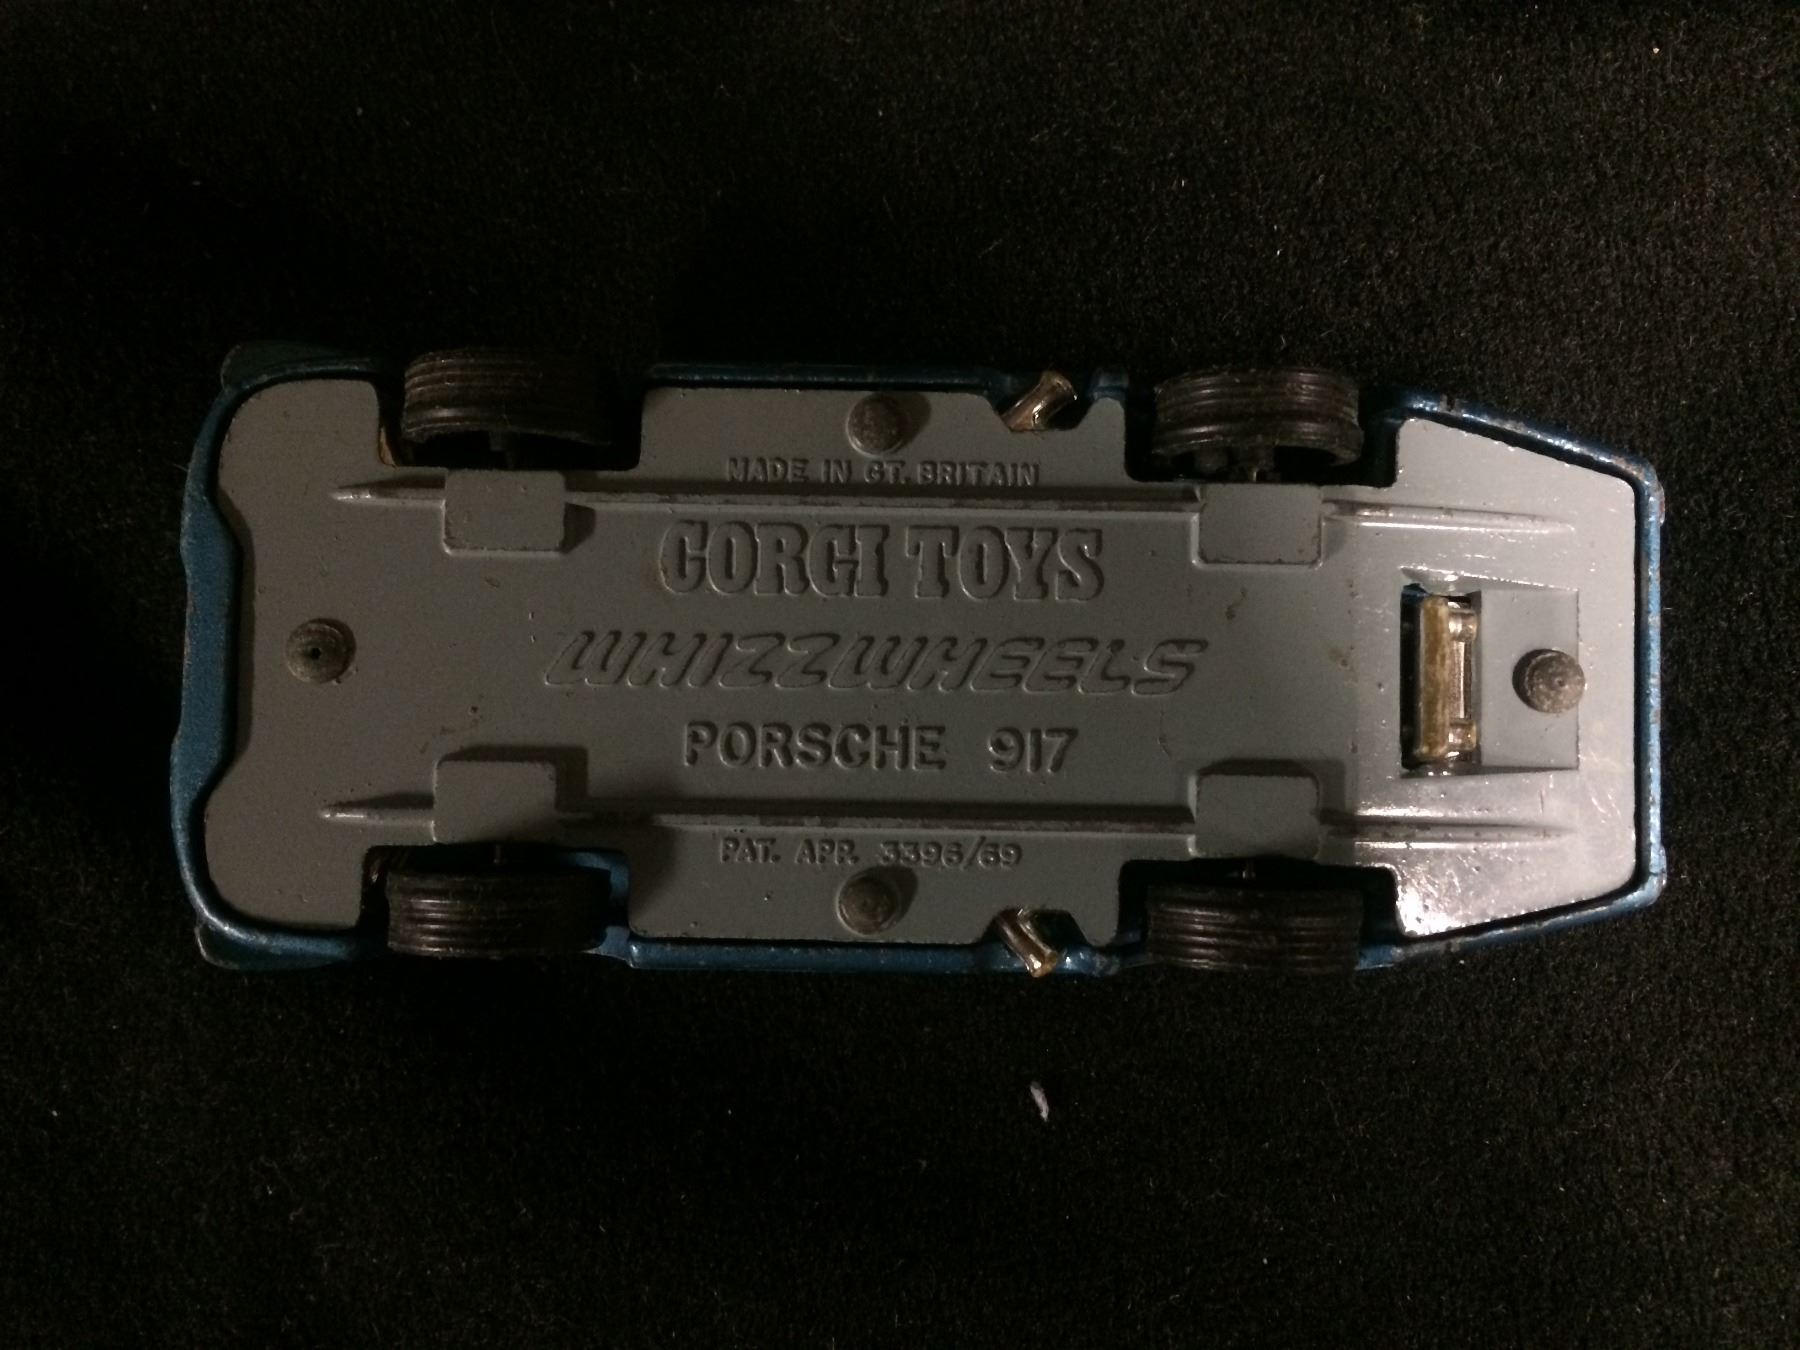 MADE IN GT. BRITAIN
CORGI TOYS
WHIZZWHEELS
PORSCHE 917
PAT. APP. 3396/69